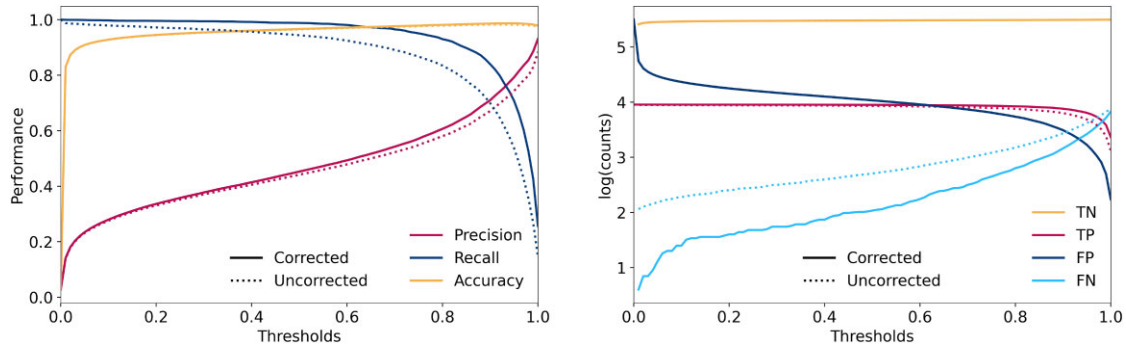 1.0
0.8
0.6
0.4
0.2
0.0
Performance
0.0 0.2 0.4 0.6 0.8 1.0
Thresholds
Corrected
Uncorrected
Precision
Recall
Accuracy
5
4
3
2
1
log(counts)
0.0 0.2 0.4 0.6 0.8 1.0
Thresholds
Corrected
Uncorrected
TN
TP
FP
FN